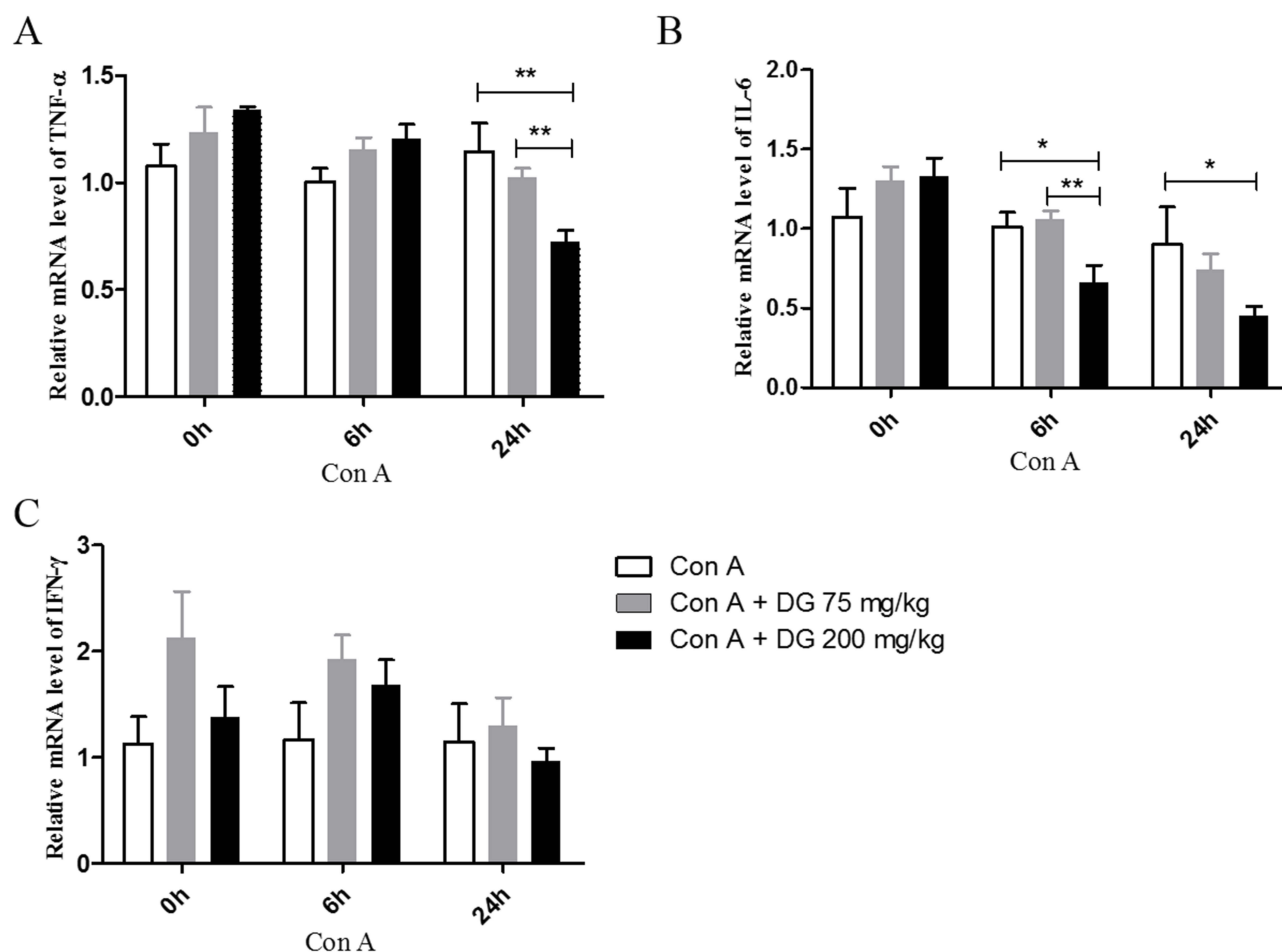 A
Relative mRNA level of TNF-α
1.5
1.0
0.5
0.0
**
**
0h
6h
24h
Con A
B
Relative mRNA level of IL-6
2.0
1.5
1.0
0.5
0.0
*
**
*
0h
6h
24h
Con A
C
Relative mRNA level of IFN-γ
3
2
1
0
0h
6h
24h
Con A
Con A
Con A + DG 75 mg/kg
Con A + DG 200 mg/kg